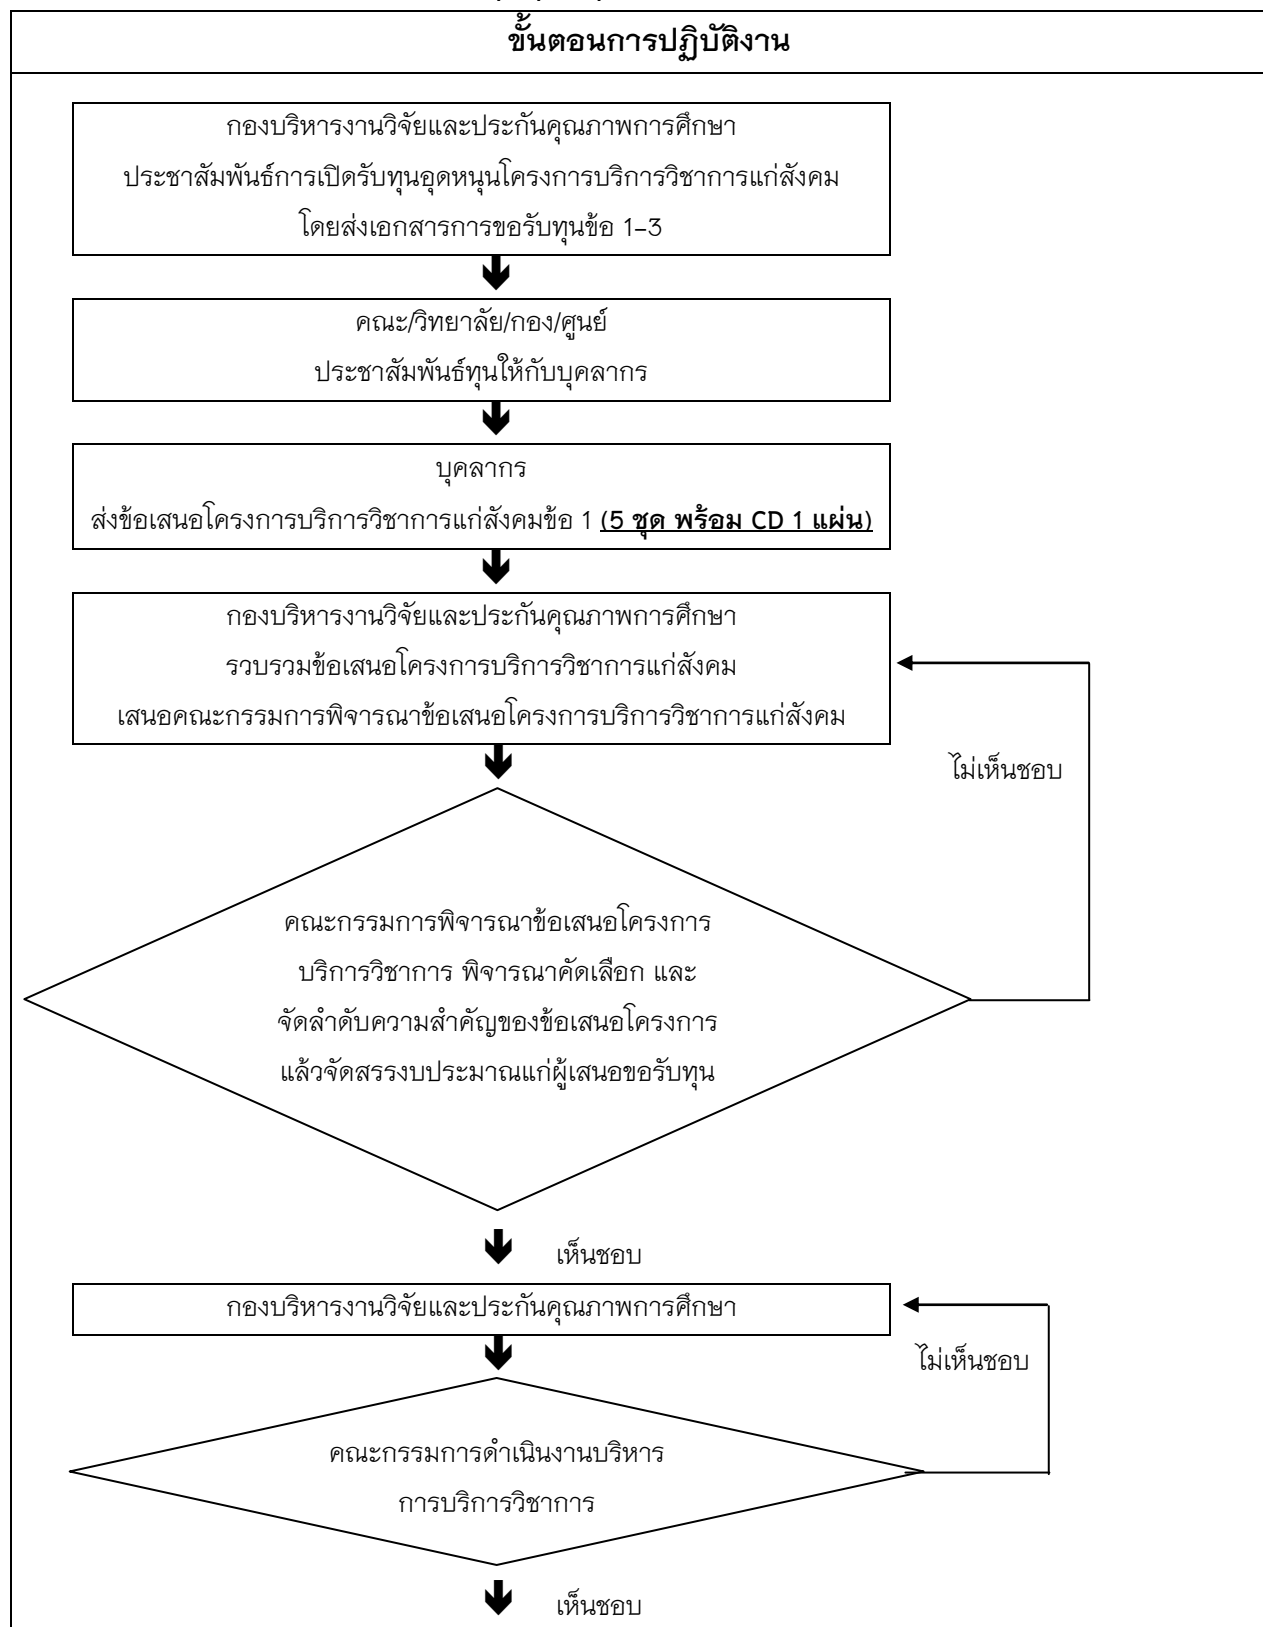 ขั้นตอนการปฏิบัติงาน
กองบริหารงานวิจัยและประกันคุณภาพการศึกษา
ประชาสัมพันธ์การเปิดรับทุนอุดหนุนโครงการบริการวิชาการแก่สังคม
โดยส่งเอกสารการขอรับทุนข้อ 1-3
คณะ/วิทยาลัย/กอง/ศูนย์
ประชาสัมพันธ์ทุนให้กับบุคลากร
บุคลากร
ส่งข้อเสนอโครงการบริการวิชาการแก่สังคมข้อ 1 (5 ชุด พร้อม CD 1 แผ่น)
กองบริหารงานวิจัยและประกันคุณภาพการศึกษา
รวบรวมข้อเสนอโครงการบริการวิชาการแก่สังคม
เสนอคณะกรรมการพิจารณาข้อเสนอโครงการบริการวิชาการแก่สังคม
ไม่เห็นชอบ
คณะกรรมการพิจารณาข้อเสนอโครงการ
บริการวิชาการ พิจารณาคัดเลือก และ
จัดลำดับความสำคัญของข้อเสนอโครงการ
แล้วจัดสรรงบประมาณแก่ผู้เสนอขอรับทุน
เห็นชอบ
กองบริหารงานวิจัยและประกันคุณภาพการศึกษา
ไม่เห็นชอบ
คณะกรรมการดำเนินงานบริหาร
การบริการวิชาการ
เห็นชอบ